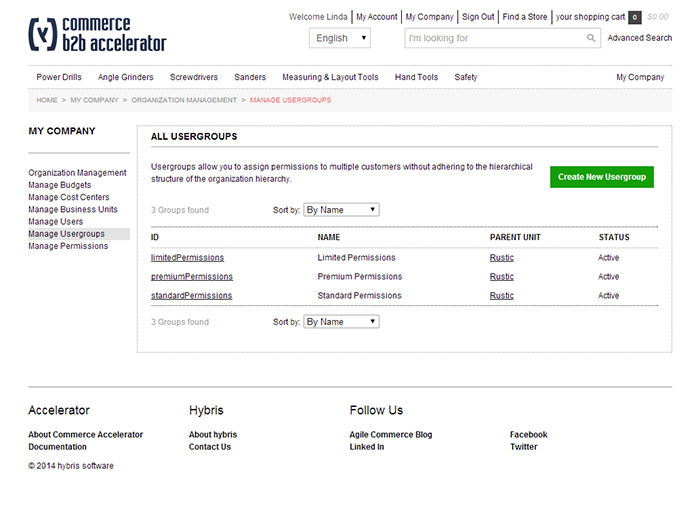 commerce
b2b accelerator
Welcome Linda | My Account | My Company | Sign Out | Find a Store | your shopping cart 0 $0.00
English
I'm looking for
Advanced Search
Power Drills Angle Grinders Screwdrivers Sanders Measuring & Layout Tools Hand Tools Safety My Company
HOME > MY COMPANY > ORGANIZATION MANAGEMENT > MANAGE USERGROUPS
MY COMPANY
Organization Management
Manage Budgets
Manage Cost Centers
Manage Business Units
Manage Users
Manage Usergroups
Manage Permissions
ALL USERGROUPS
Usergroups allow you to assign permissions to multiple customers without adhering to the hierarchical
structure of the organization hierarchy.
Create New Usergroup
3 Groups found Sort by: By Name
ID NAME PARENT UNIT STATUS
limitedPermissions Limited Permissions Rustic Active
premiumPermissions Premium Permissions Rustic Active
standardPermissions Standard Permissions Rustic Active
3 Groups found Sort by: By Name
Accelerator
About Commerce Accelerator
Documentation
Hybris
About hybris
Contact Us
Follow Us
Agile Commerce Blog
Linked In
Facebook
Twitter
© 2014 hybris software